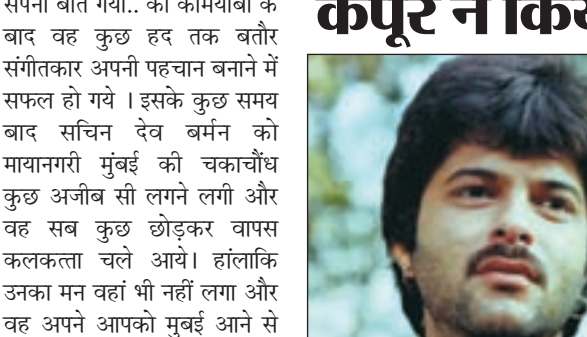 सपना बीत गया.. की कामयाबी के
बाद वह कुछ हद तक बतौर
संगीतकार अपनी पहचान बनाने में
सफल हो गये । इसके कुछ समय
बाद सचिन देव बर्मन को
मायानगरी मुंबई की चकाचौंध
कुछ अजीब सी लगने लगी और
वह सब कुछ छोड़कर वापस
कलकत्ता चले आये। हांलाकि
उनका मन वहां भी नहीं लगा और
वह अपने आपको मुबई आने से
कपूर ने